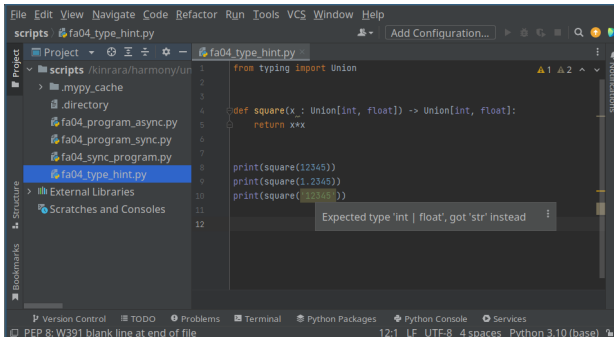 File Edit View Navigate Code Refactor Run Tools VCS Window Help
scripts fa04_type_hint.py Add Configuration...
Project
Project
fa04_type_hint.py
scripts /kinrara/harmony/un
.mypy_cache
.directory
fa04_program_async.py
fa04_program_sync.py
fa04_sync_program.py
fa04_type_hint.py
External Libraries
Scratches and Consoles
Structure
Bookmarks
1 from typing import Union
2
3
4 def square(x_: Union[int, float]) -> Union[int, float]:
5 return x*x
6
7
8 print(square(12345))
9 print(square(1.2345))
10 print(square('12345'))
11
12
1 2
Expected type 'int | float', got 'str' instead
Notifications
Version Control TODO Problems Terminal Python Packages Python Console Services
PEP 8: W391 blank line at end of file 12:1 LF UTF-8 4 spaces Python 3.10 (base)